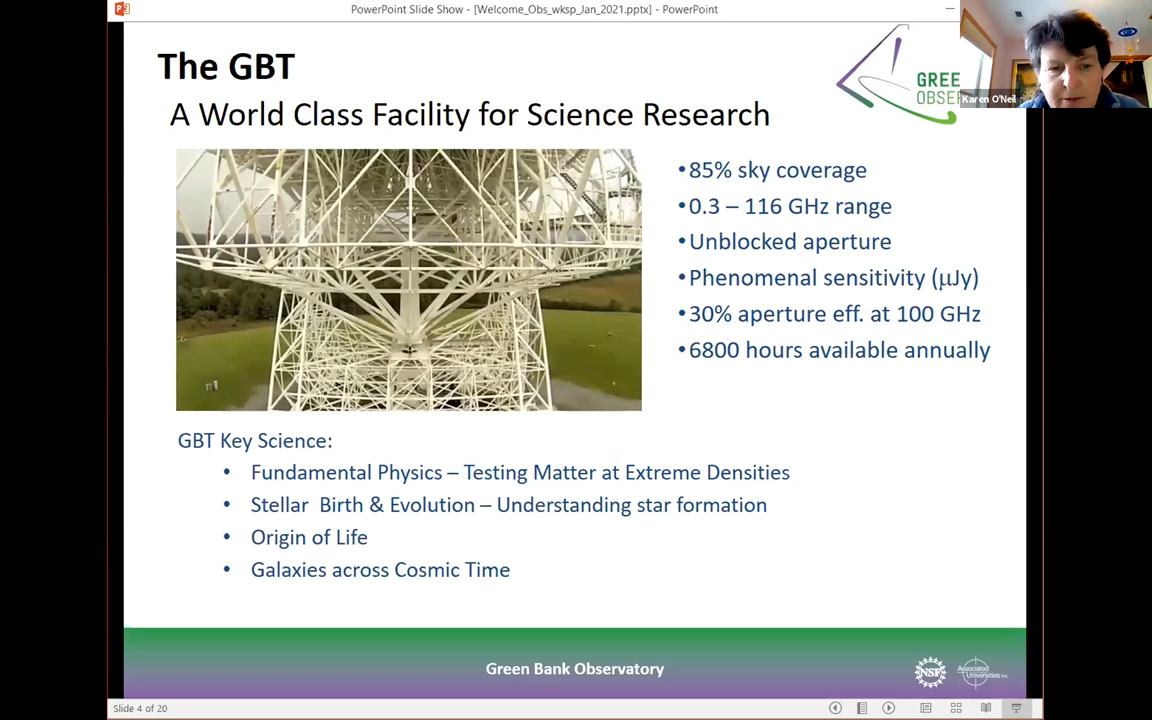 PowerPoint Slide Show - [Welcome_Obs_wksp_Jan_2021.pptx] - PowerPoint
The GBT
A World Class Facility for Science Research
GREE
OBSE
Karen O'Neil
•85% sky coverage
•0.3 – 116 GHz range
•Unblocked aperture
•Phenomenal sensitivity (μJy)
•30% aperture eff. at 100 GHz
•6800 hours available annually
GBT Key Science:
• Fundamental Physics – Testing Matter at Extreme Densities
• Stellar Birth & Evolution – Understanding star formation
• Origin of Life
• Galaxies across Cosmic Time
Green Bank Observatory
NSF
Associated
Universities, Inc.
Slide 4 of 20